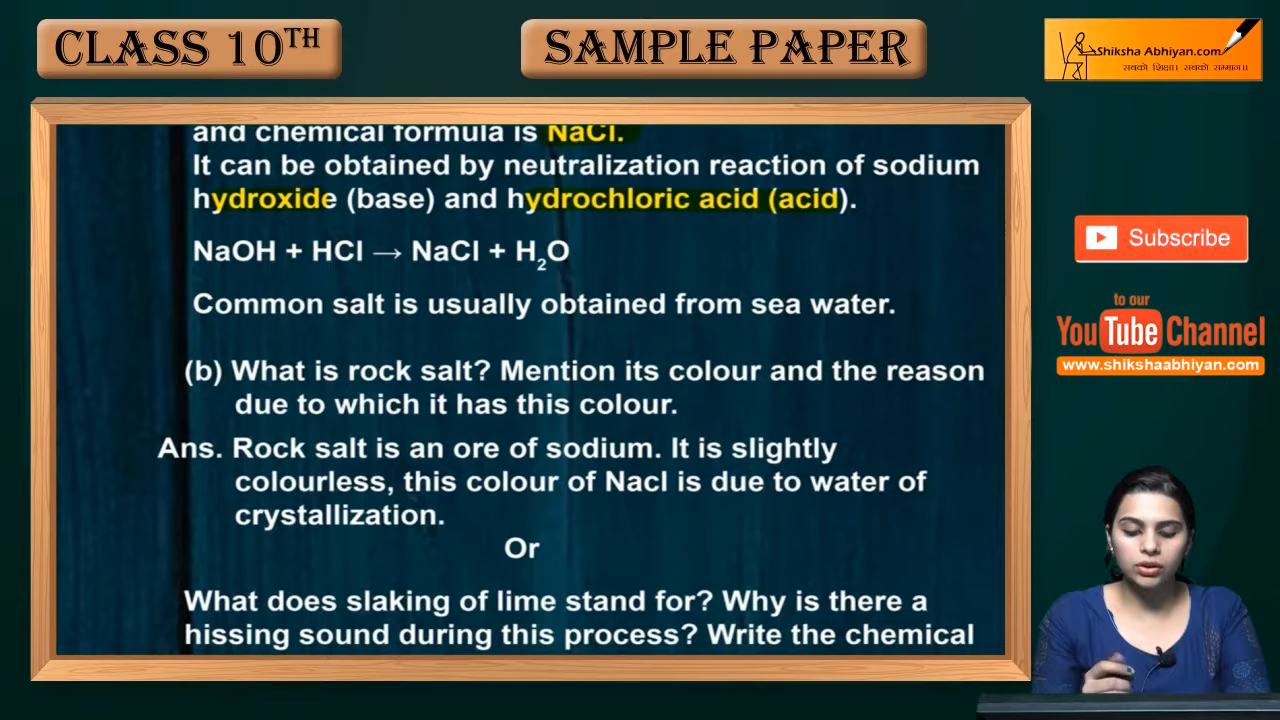 CLASS 10TH
SAMPLE PAPER
Shiksha Abhiyan.com
सबको शिक्षा। सबको सम्मान॥
and chemical formula is NaCl.
It can be obtained by neutralization reaction of sodium
hydroxide (base) and hydrochloric acid (acid).
NaOH + HCl → NaCl + H₂O
Common salt is usually obtained from sea water.
(b) What is rock salt? Mention its colour and the reason
due to which it has this colour.
Ans. Rock salt is an ore of sodium. It is slightly
colourless, this colour of Nacl is due to water of
crystallization.
Or
What does slaking of lime stand for? Why is there a
hissing sound during this process? Write the chemical
Subscribe
to our
YouTube Channel
www.shikshaabhiyan.com